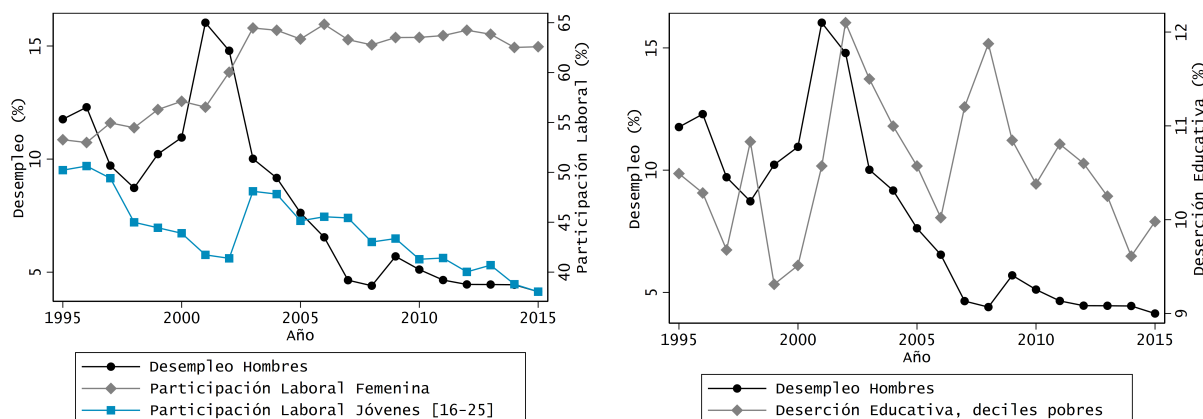 15
10
5
Desempleo (%)
65
60
55
50
45
40
Participación Laboral (%)
1995 2000 2005 2010 2015
Año
Desempleo Hombres
Participación Laboral Femenina
Participación Laboral Jóvenes [16-25]
15
10
5
Desempleo (%)
12
11
10
9
Deserción Educativa (%)
1995 2000 2005 2010 2015
Año
Desempleo Hombres
Deserción Educativa, deciles pobres